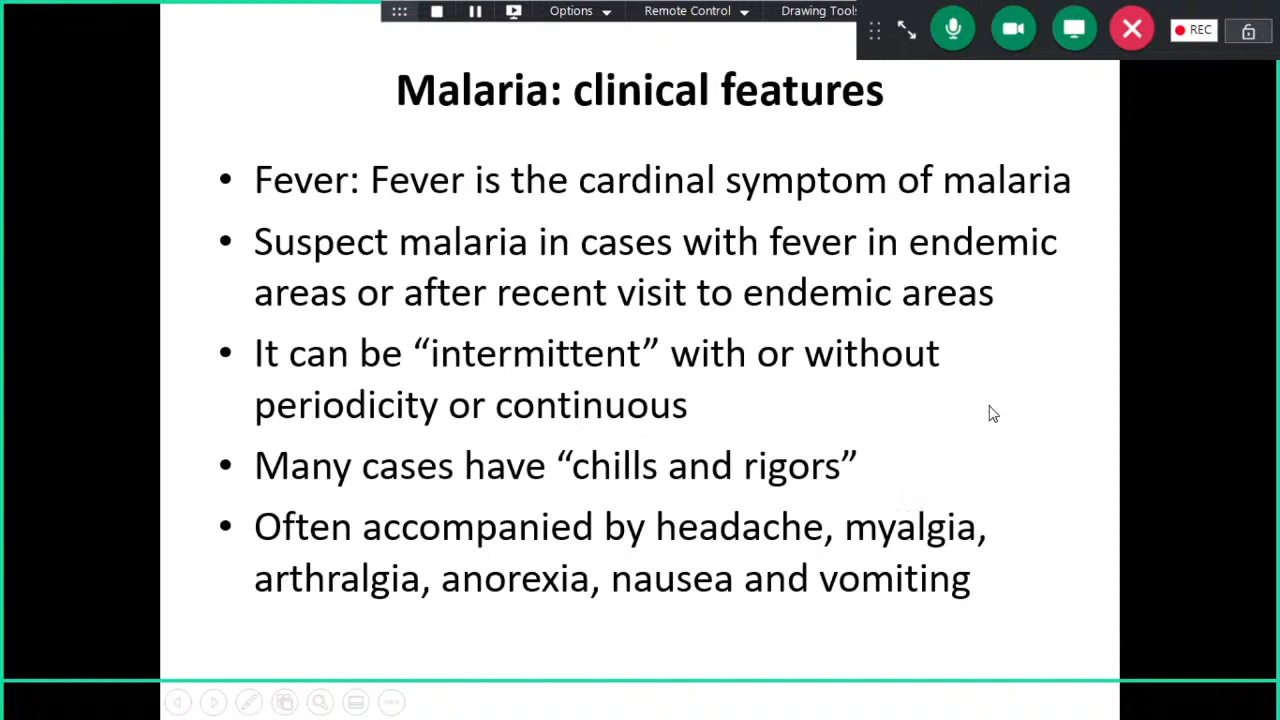 Options
Remote Control
Drawing Tools
REC
Malaria: clinical features
• Fever: Fever is the cardinal symptom of malaria
• Suspect malaria in cases with fever in endemic
areas or after recent visit to endemic areas
• It can be “intermittent” with or without
periodicity or continuous
• Many cases have “chills and rigors”
• Often accompanied by headache, myalgia,
arthralgia, anorexia, nausea and vomiting